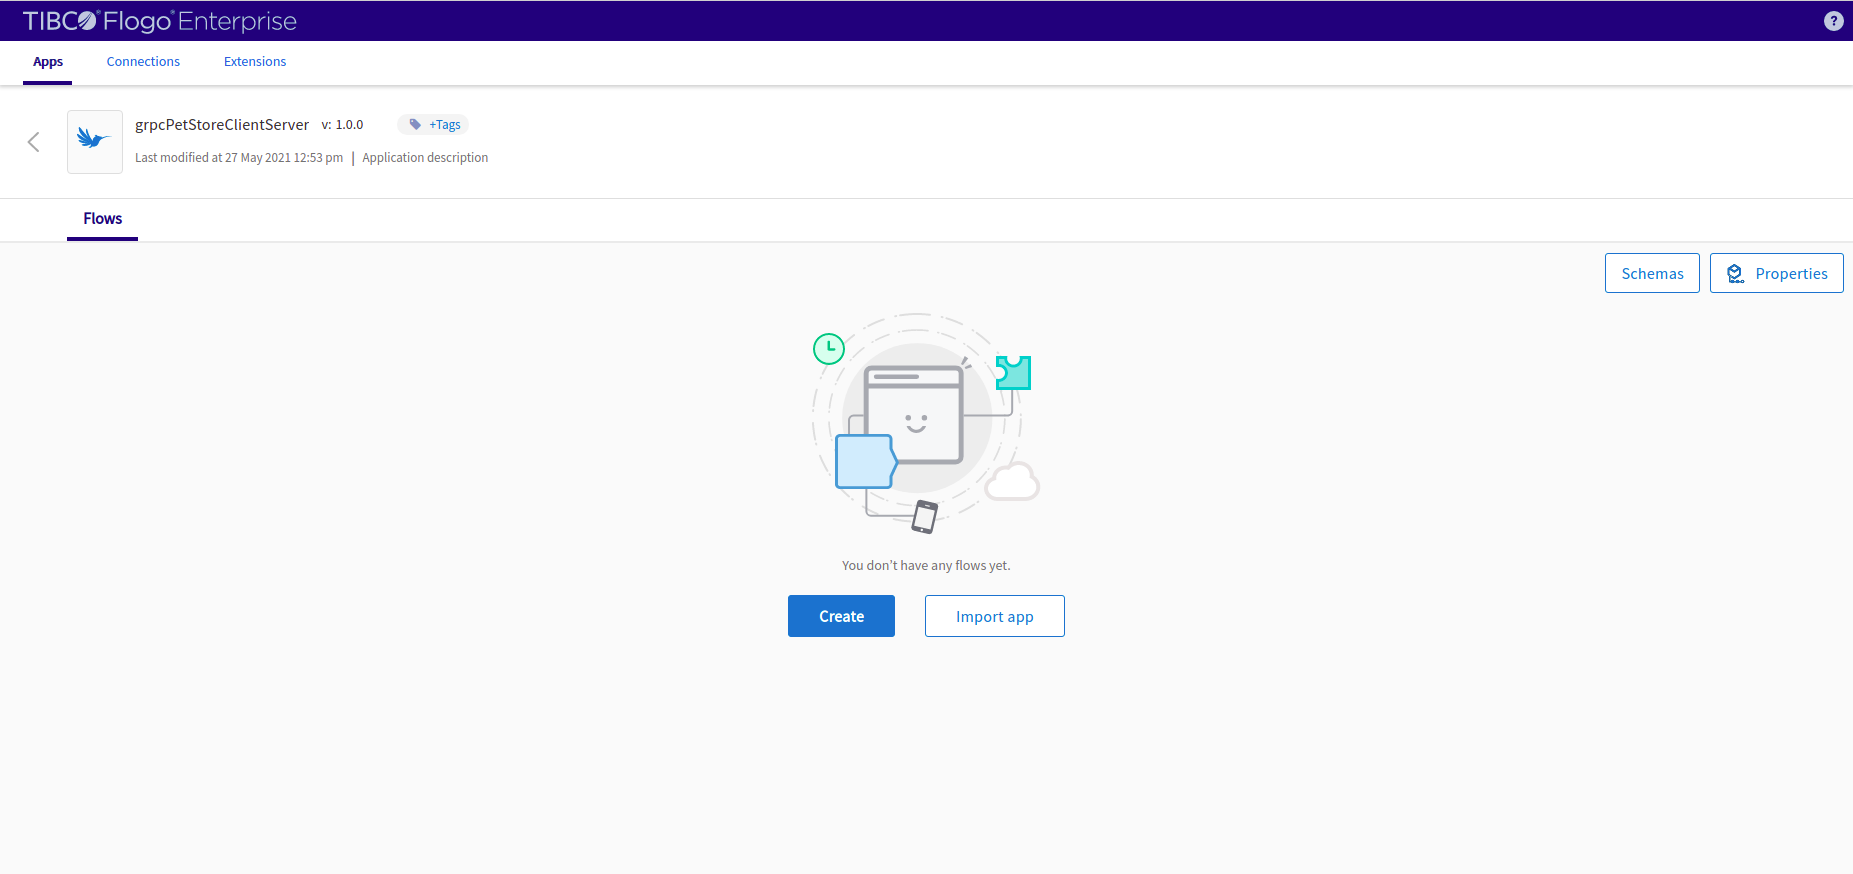 TIBCO® Flogo® Enterprise
?
Apps Connections Extensions
grpcPetStoreClientServer v: 1.0.0 +Tags
Last modified at 27 May 2021 12:53 pm | Application description
Flows
Schemas Properties
You don’t have any flows yet.
Create Import app